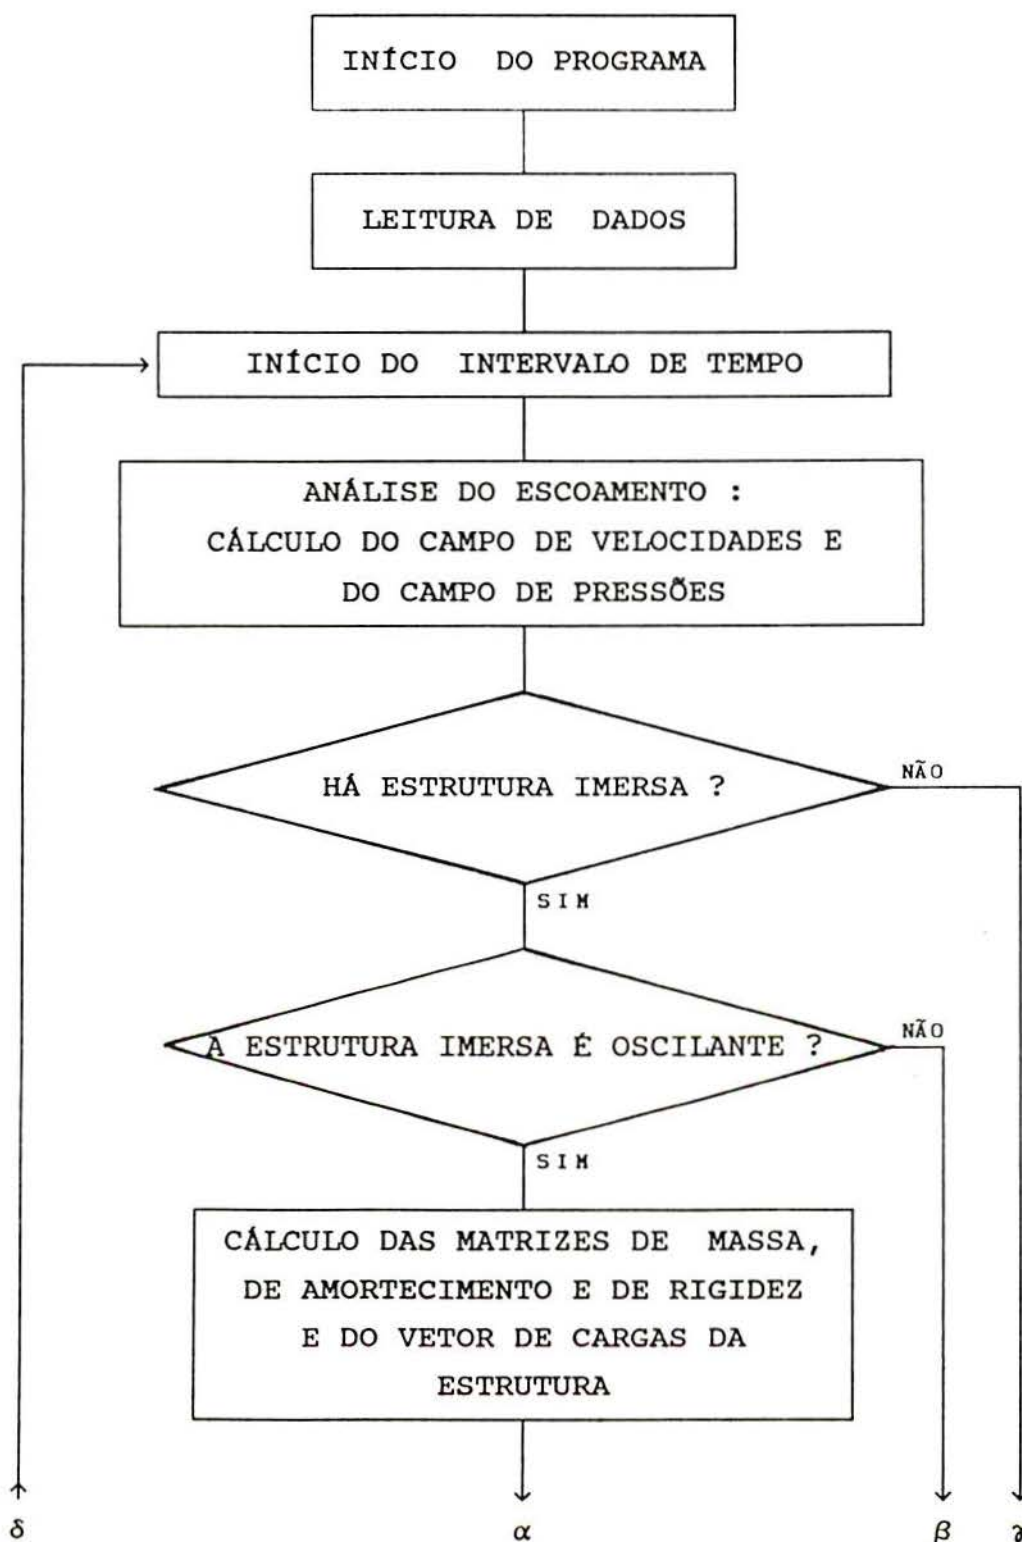 INÍCIO DO PROGRAMA
LEITURA DE DADOS
INÍCIO DO INTERVALO DE TEMPO
ANÁLISE DO ESCOAMENTO :
CÁLCULO DO CAMPO DE VELOCIDADES E
DO CAMPO DE PRESSÕES
HÁ ESTRUTURA IMERSA ?
NÃO
SIM
A ESTRUTURA IMERSA É OSCILANTE ?
NÃO
SIM
CÁLCULO DAS MATRIZES DE MASSA,
DE AMORTECIMENTO E DE RIGIDEZ
E DO VETOR DE CARGAS DA
ESTRUTURA
δ α β γ